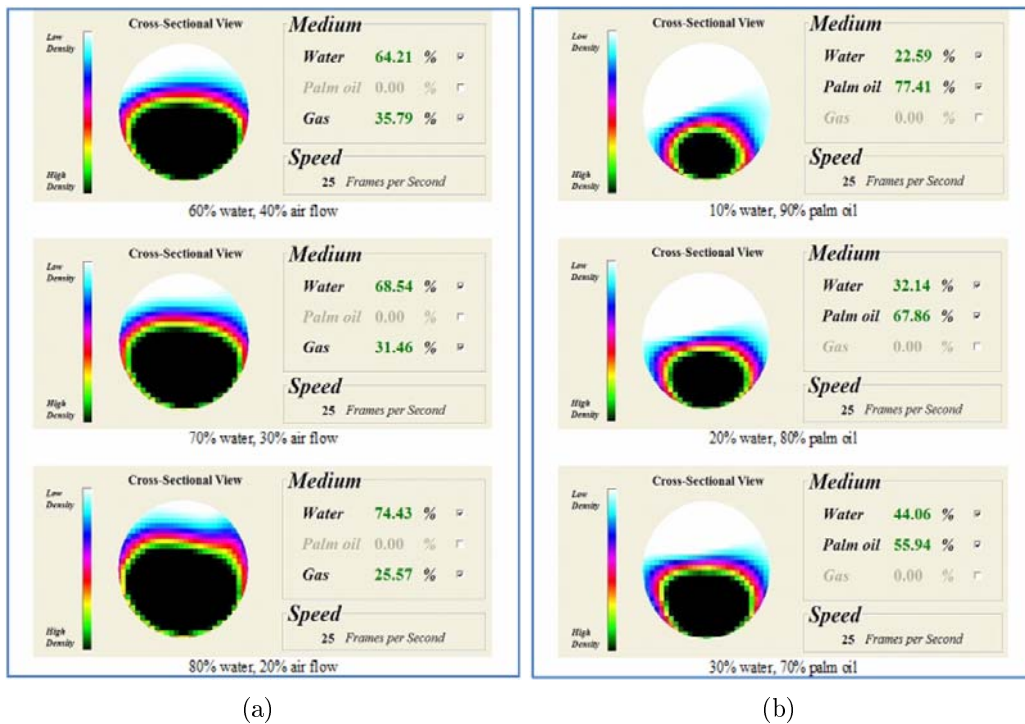 Cross-Sectional View
Low
Density
High
Density
Medium
Water 64.21 %
Palm oil 0.00 %
Gas 35.79 %
Speed
25 Frames per Second
60% water, 40% air flow
Cross-Sectional View
Low
Density
High
Density
Medium
Water 68.54 %
Palm oil 0.00 %
Gas 31.46 %
Speed
25 Frames per Second
70% water, 30% air flow
Cross-Sectional View
Low
Density
High
Density
Medium
Water 74.43 %
Palm oil 0.00 %
Gas 25.57 %
Speed
25 Frames per Second
80% water, 20% air flow
(a)
Cross-Sectional View
Low
Density
High
Density
Medium
Water 22.59 %
Palm oil 77.41 %
Gas 0.00 %
Speed
25 Frames per Second
10% water, 90% palm oil
Cross-Sectional View
Low
Density
High
Density
Medium
Water 32.14 %
Palm oil 67.86 %
Gas 0.00 %
Speed
25 Frames per Second
20% water, 80% palm oil
Cross-Sectional View
Low
Density
High
Density
Medium
Water 44.06 %
Palm oil 55.94 %
Gas 0.00 %
Speed
25 Frames per Second
30% water, 70% palm oil
(b)